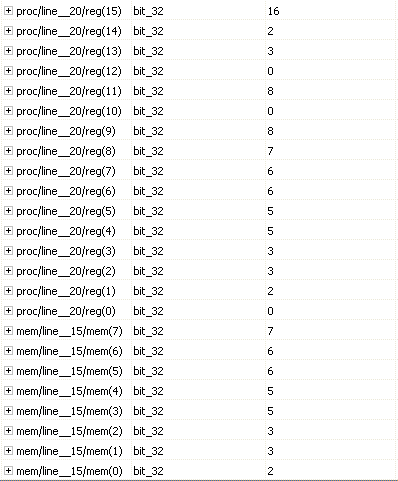 proc/line__20/reg(15) bit_32 16
proc/line__20/reg(14) bit_32 2
proc/line__20/reg(13) bit_32 3
proc/line__20/reg(12) bit_32 0
proc/line__20/reg(11) bit_32 8
proc/line__20/reg(10) bit_32 0
proc/line__20/reg(9) bit_32 8
proc/line__20/reg(8) bit_32 7
proc/line__20/reg(7) bit_32 6
proc/line__20/reg(6) bit_32 6
proc/line__20/reg(5) bit_32 5
proc/line__20/reg(4) bit_32 5
proc/line__20/reg(3) bit_32 3
proc/line__20/reg(2) bit_32 3
proc/line__20/reg(1) bit_32 2
proc/line__20/reg(0) bit_32 0
mem/line__15/mem(7) bit_32 7
mem/line__15/mem(6) bit_32 6
mem/line__15/mem(5) bit_32 6
mem/line__15/mem(4) bit_32 5
mem/line__15/mem(3) bit_32 5
mem/line__15/mem(2) bit_32 3
mem/line__15/mem(1) bit_32 3
mem/line__15/mem(0) bit_32 2